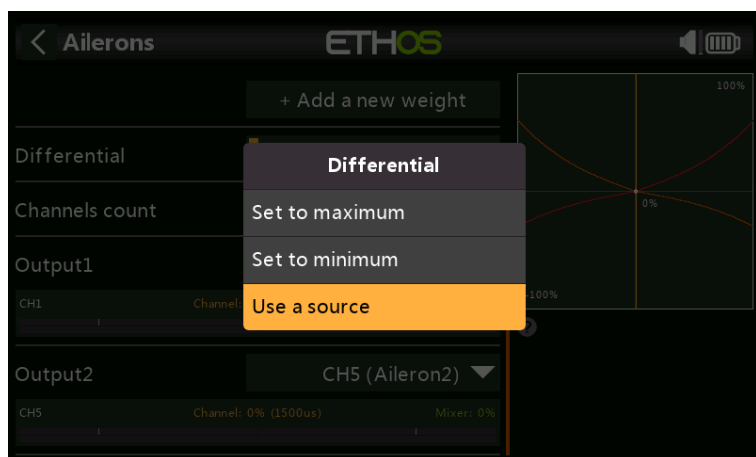 Ailerons
ETHOS
+ Add a new weight
100%
Differential
Differential
Set to maximum
Channels count
0%
Set to minimum
Output1
Use a source
-100%
CH1 Channel:
?
Output2 CH5 (Aileron2)
CH5 Channel: 0% (1500us) Mixer: 0%